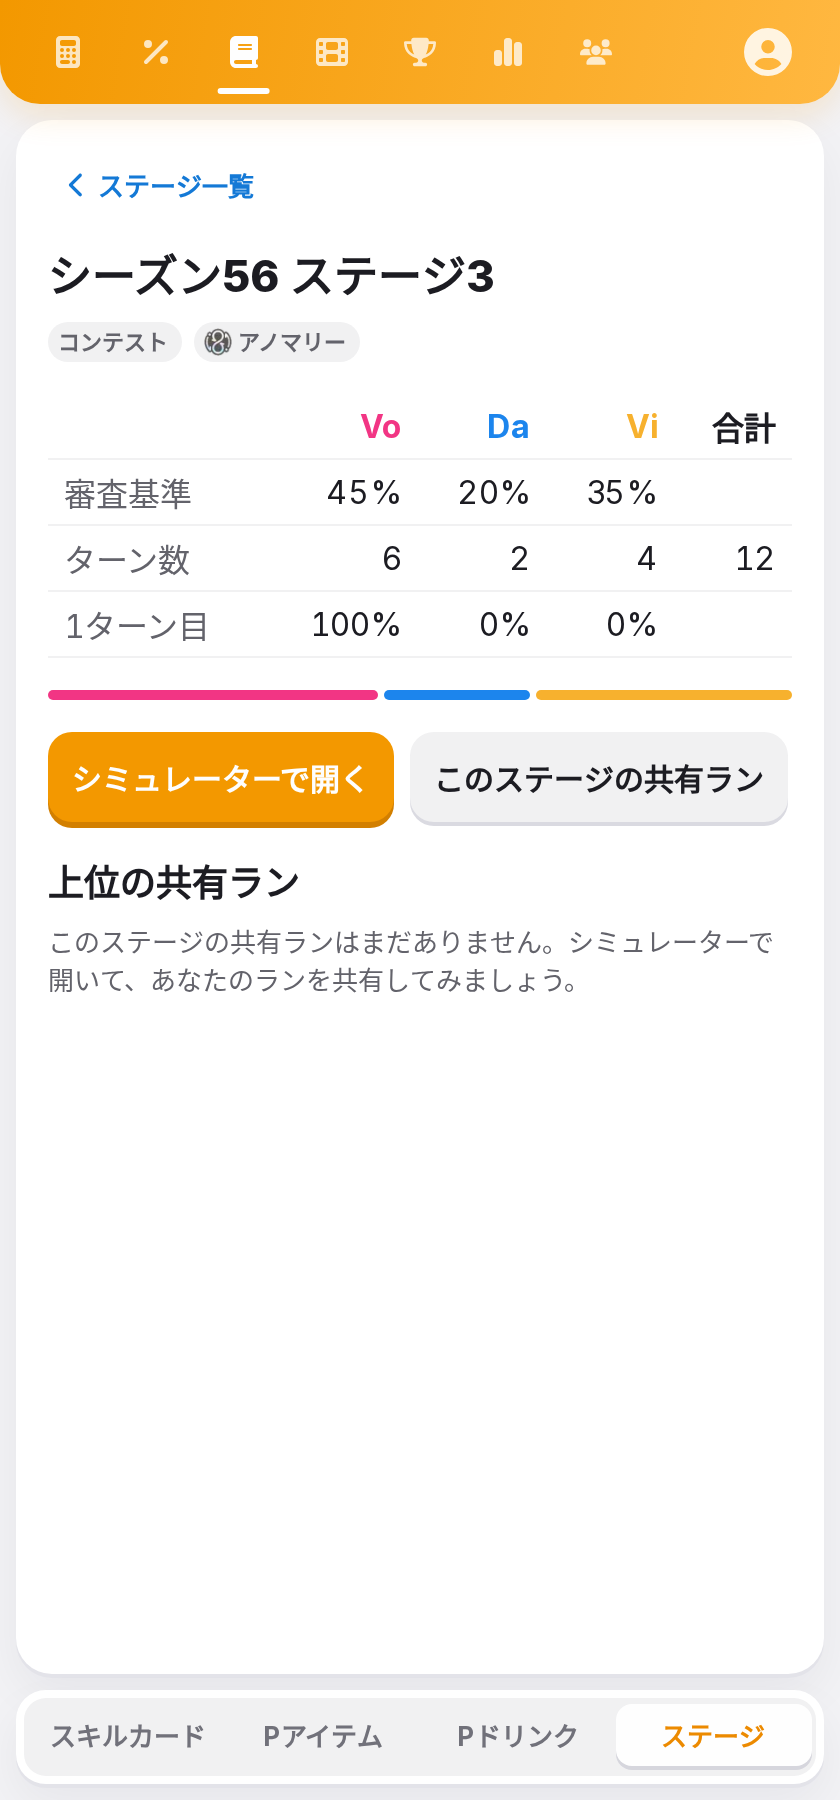 ステージ一覧
シーズン56 ステージ3
コンテスト アノマリー
Vo Da Vi 合計
審査基準 45% 20% 35%
ターン数 6 2 4 12
1ターン目 100% 0% 0%
シミュレーターで開く このステージの共有ラン
上位の共有ラン
このステージの共有ランはまだありません。シミュレーターで
開いて、あなたのランを共有してみましょう。
スキルカード Pアイテム Pドリンク ステージ